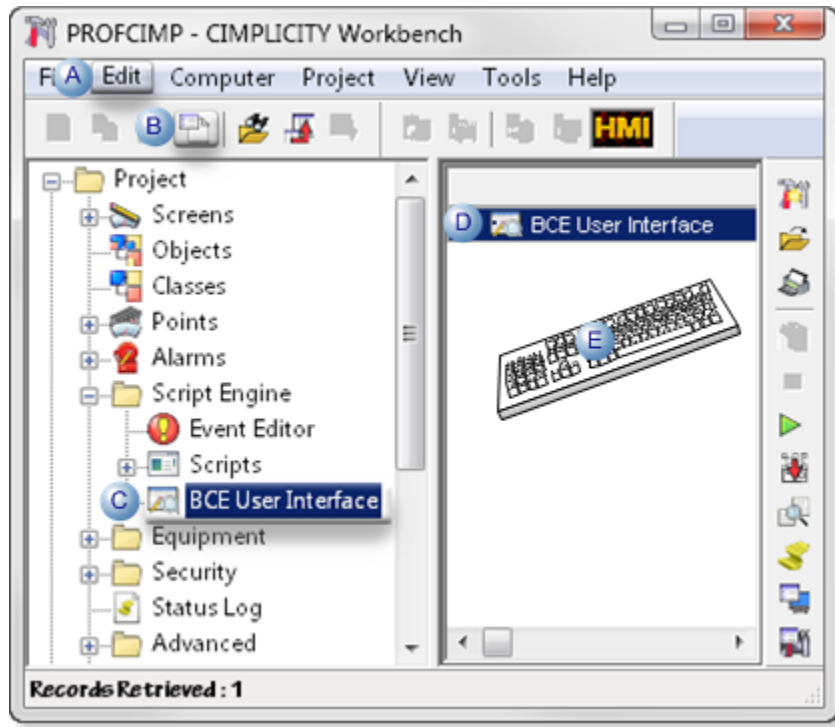 PROFCIMP - CIMPLICITY Workbench
F A Edit Computer Project View Tools Help
B HMI
Project
Screens
Objects
Classes
Points
Alarms
Script Engine
Event Editor
Scripts
C BCE User Interface
Equipment
Security
Status Log
Advanced
D BCE User Interface
E
Records Retrieved : 1